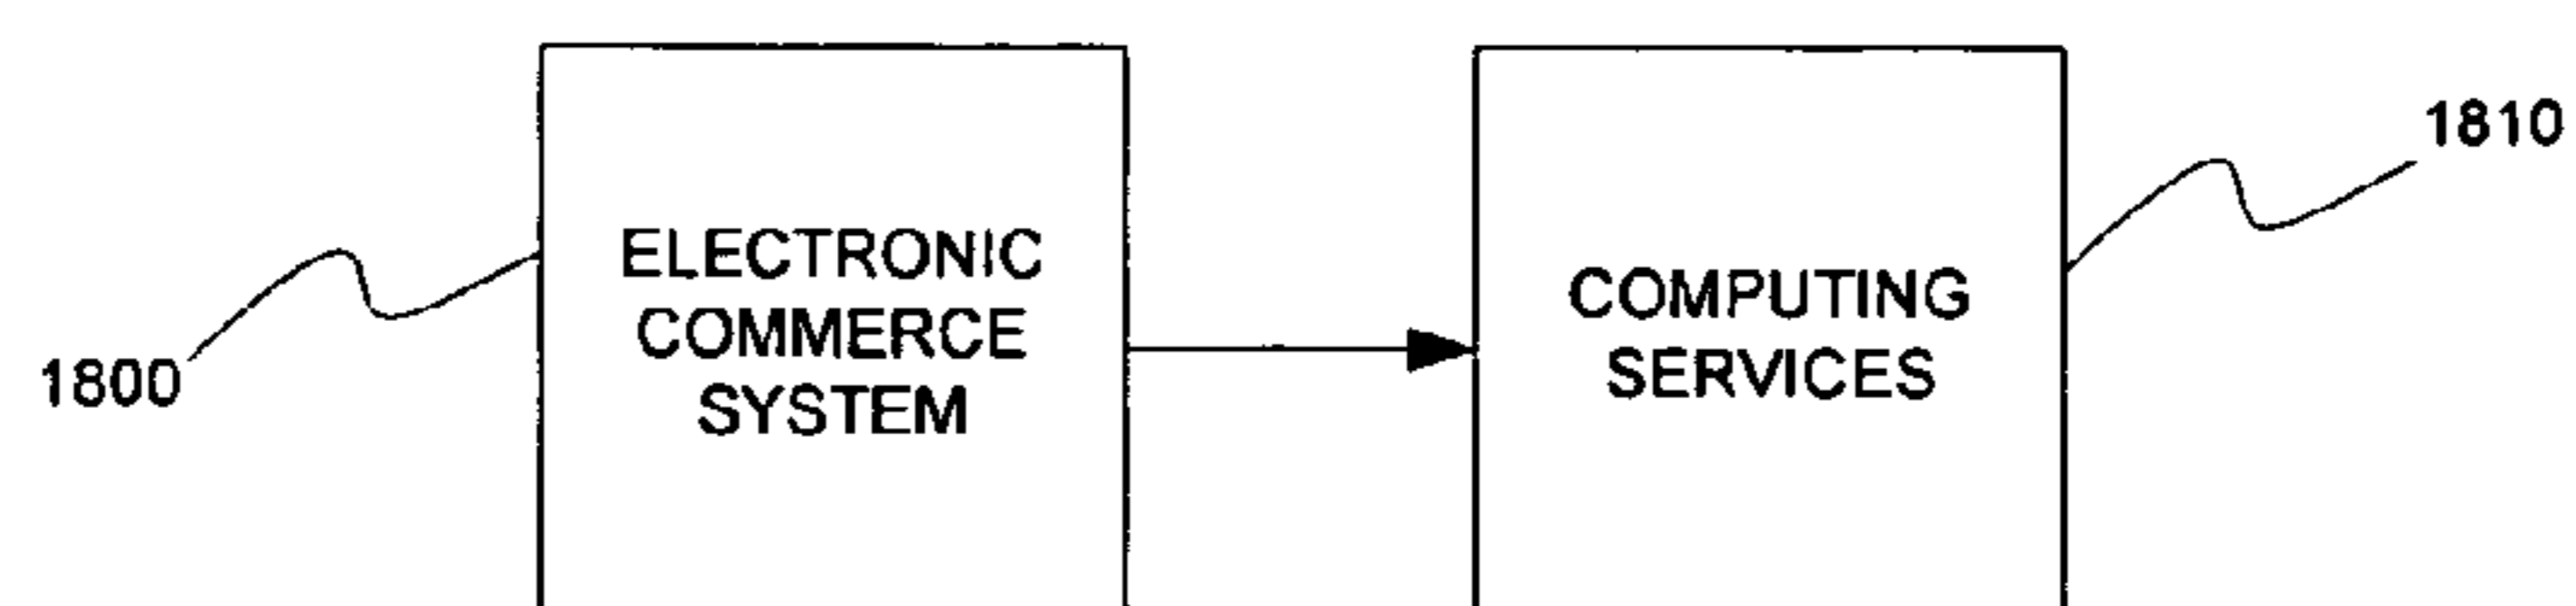 1810
ELECTRONIC
COMMERCE
SYSTEM
COMPUTING
SERVICES
1800